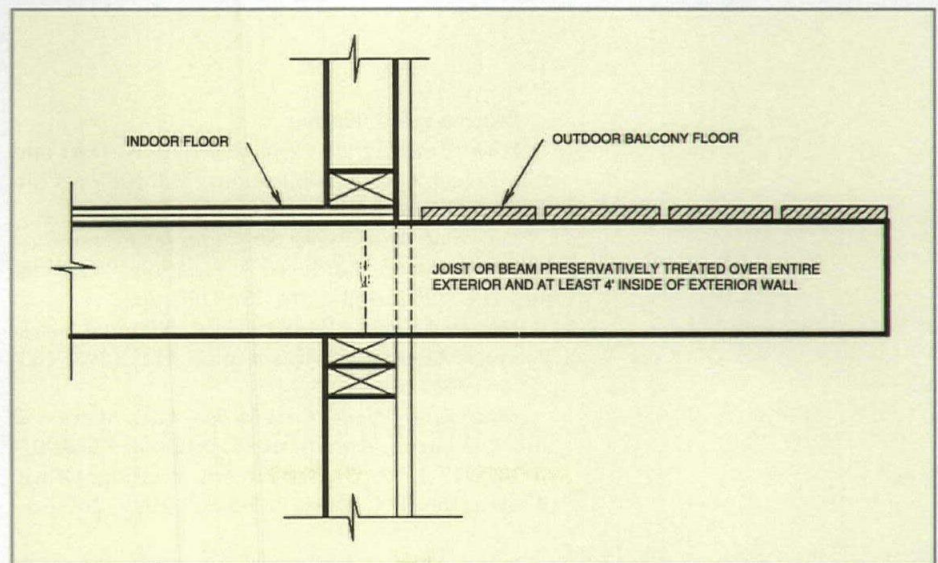 INDOOR FLOOR
OUTDOOR BALCONY FLOOR
JOIST OR BEAM PRESERVATIVELY TREATED OVER ENTIRE
EXTERIOR AND AT LEAST 4' INSIDE OF EXTERIOR WALL